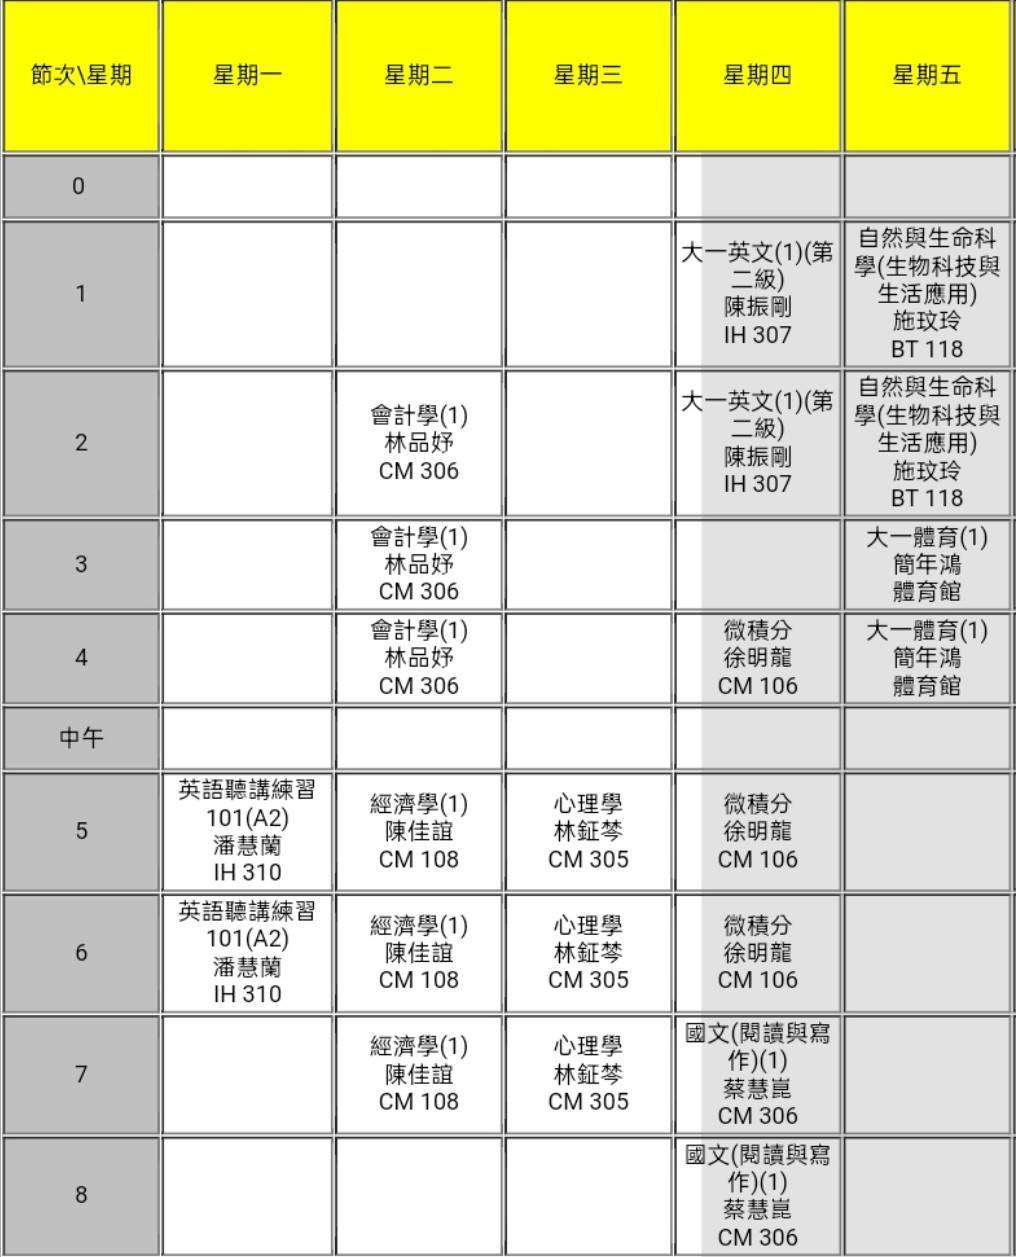 節次\星期
星期一
星期二
星期三
星期四
星期五
0
1
大一英文(1)(第
二級)
陳振剛
IH 307
自然與生命科
學(生物科技與
生活應用)
施玟玲
BT 118
2
會計學(1)
林品妤
CM 306
大一英文(1)(第
二級)
陳振剛
IH 307
自然與生命科
學(生物科技與
生活應用)
施玟玲
BT 118
3
會計學(1)
林品妤
CM 306
大一體育(1)
簡年鴻
體育館
4
會計學(1)
林品妤
CM 306
微積分
徐明龍
CM 106
大一體育(1)
簡年鴻
體育館
中午
5
英語聽講練習
101(A2)
潘慧蘭
IH 310
經濟學(1)
陳佳誼
CM 108
心理學
林鉦棽
CM 305
微積分
徐明龍
CM 106
6
英語聽講練習
101(A2)
潘慧蘭
IH 310
經濟學(1)
陳佳誼
CM 108
心理學
林鉦棽
CM 305
微積分
徐明龍
CM 106
7
經濟學(1)
陳佳誼
CM 108
心理學
林鉦棽
CM 305
國文(閱讀與寫
作)(1)
蔡慧崑
CM 306
8
國文(閱讀與寫
作)(1)
蔡慧崑
CM 306